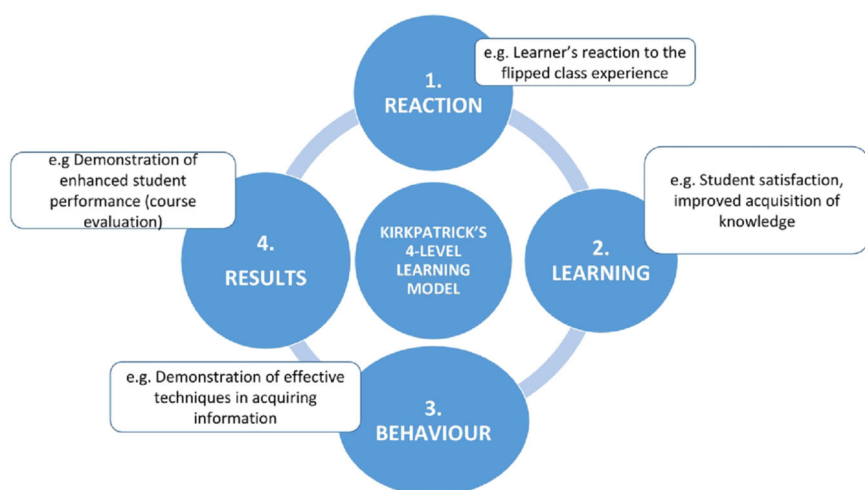 1.
REACTION
e.g. Learner's reaction to the
flipped class experience
e.g Demonstration of
enhanced student
performance (course
evaluation)
e.g. Student satisfaction,
improved acquisition of
knowledge
4.
RESULTS
KIRKPATRICK'S
4-LEVEL
LEARNING
MODEL
2.
LEARNING
e.g. Demonstration of effective
techniques in acquiring
information
3.
BEHAVIOUR